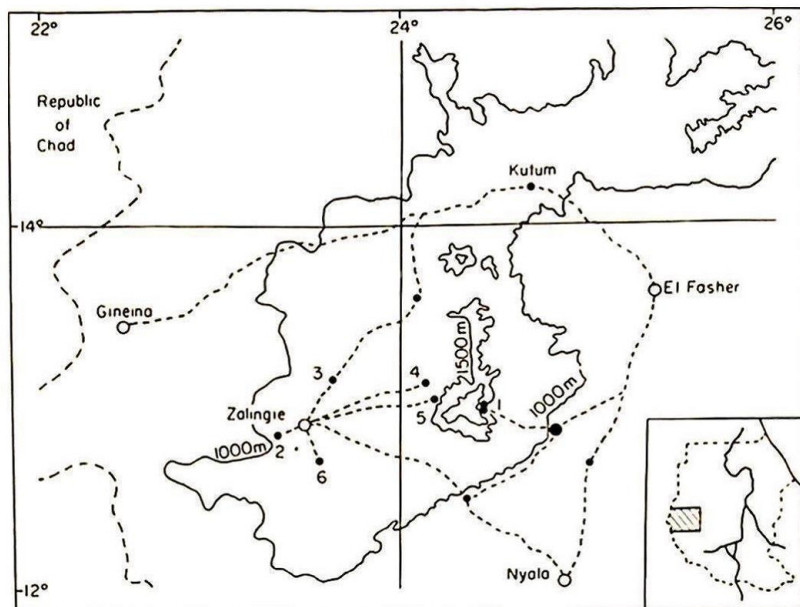 22°
24°
26°
Republic
of
Chad
Kutum
14°
El Fasher
Gineina
1500m
3
4
1
5
1000m
Zalingie
1000m
2
6
Nyala
12°